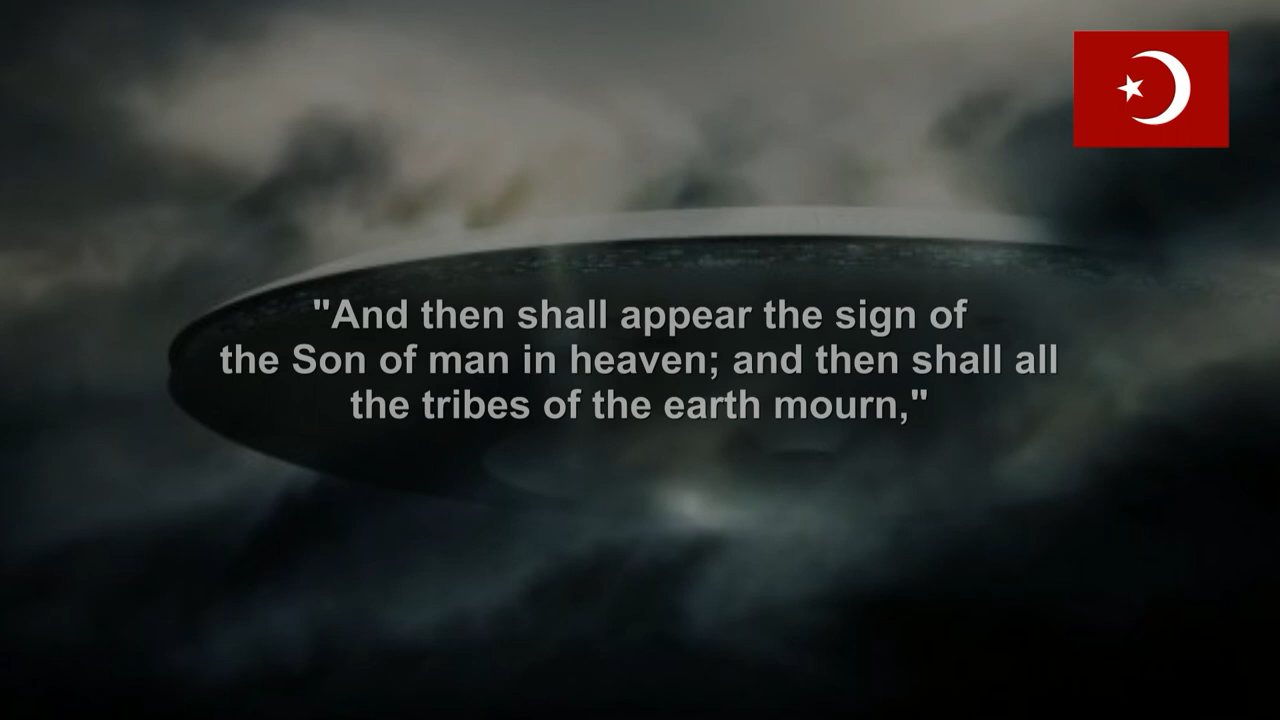 "And then shall appear the sign of
the Son of man in heaven; and then shall all
the tribes of the earth mourn,"